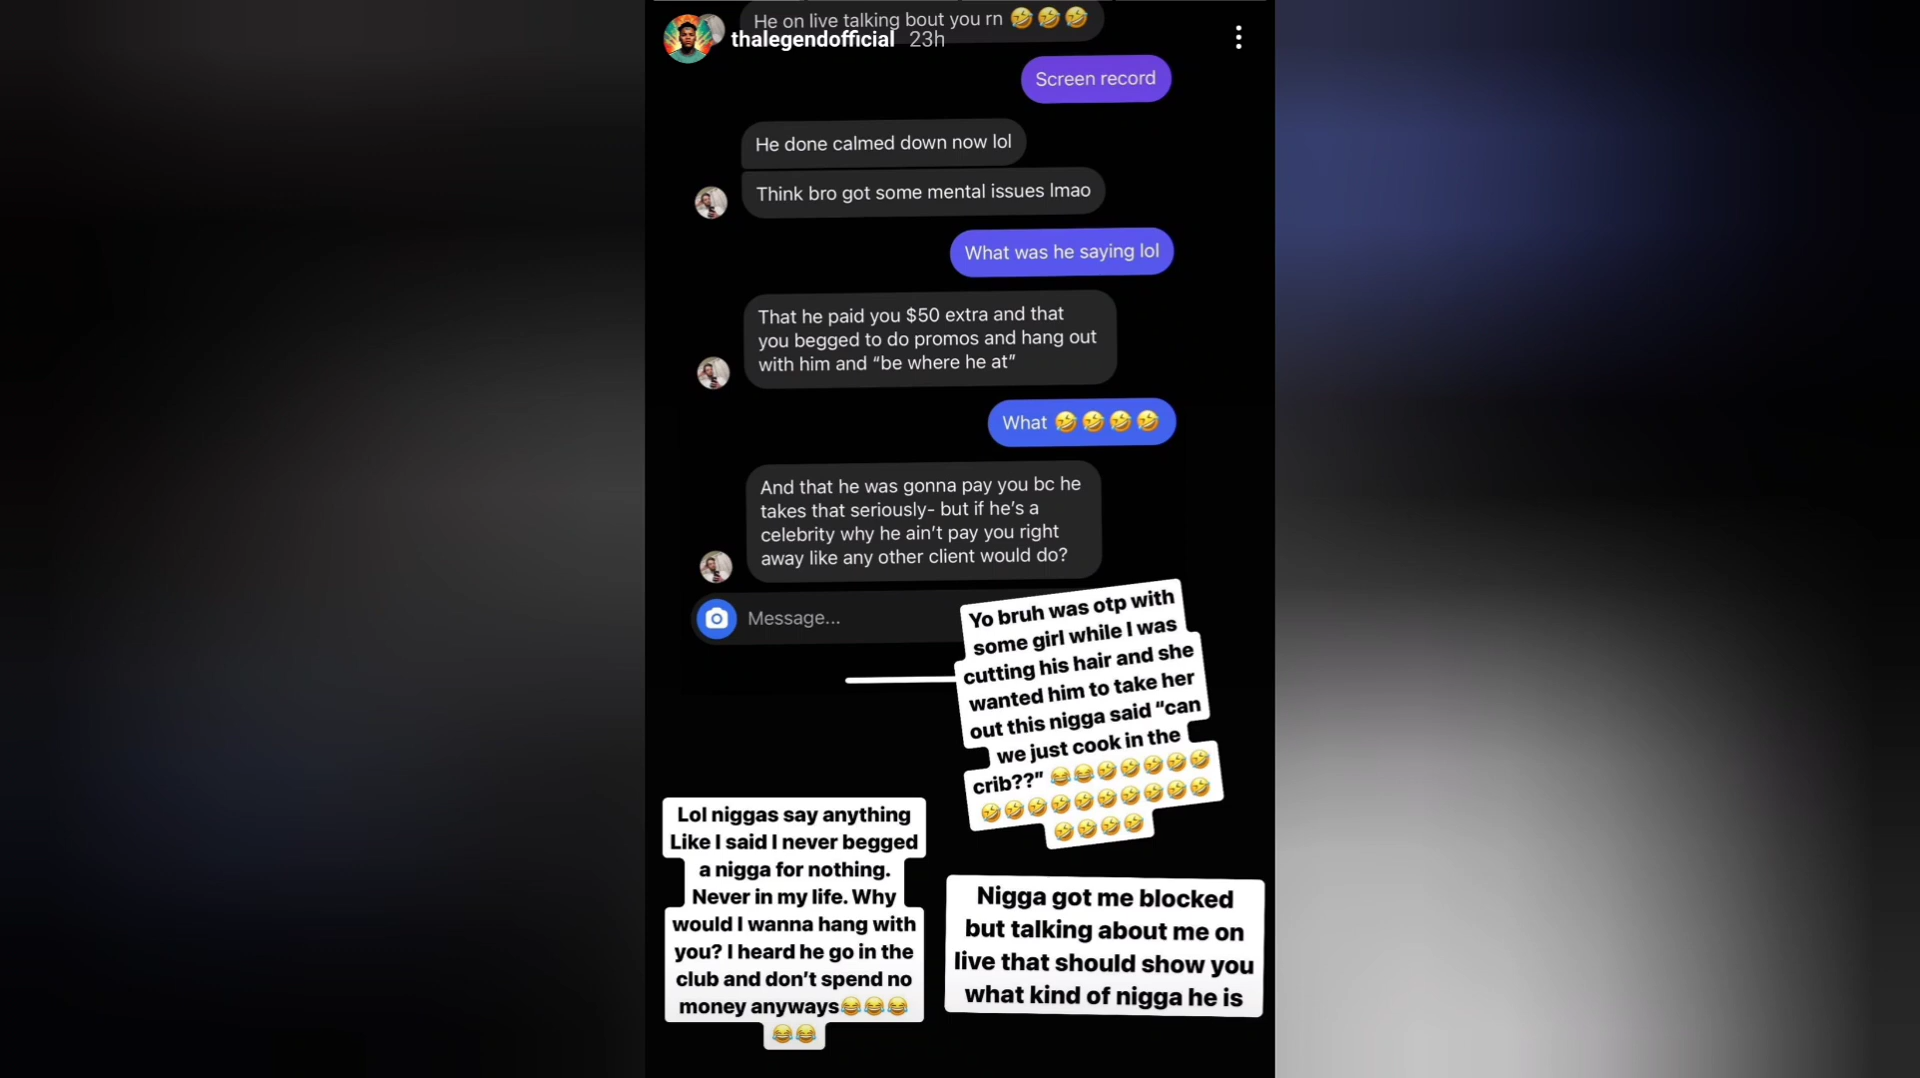 He on live talking bout you rn 🤣🤣🤣
thalegendofficial 23h
Screen record
He done calmed down now lol
Think bro got some mental issues lmao
What was he saying lol
That he paid you $50 extra and that
you begged to do promos and hang out
with him and “be where he at”
What 🤣🤣🤣🤣
And that he was gonna pay you bc he
takes that seriously- but if he’s a
celebrity why he ain’t pay you right
away like any other client would do?
Message...
Yo bruh was otp with
some girl while I was
cutting his hair and she
wanted him to take her
out this nigga said “can
we just cook in the
crib??” 😂😂🤣🤣🤣🤣🤣
🤣🤣🤣🤣🤣🤣🤣🤣🤣🤣
🤣🤣🤣🤣
Lol niggas say anything
Like I said I never begged
a nigga for nothing.
Never in my life. Why
would I wanna hang with
you? I heard he go in the
club and don’t spend no
money anyways😂😂😂
😂😂
Nigga got me blocked
but talking about me on
live that should show you
what kind of nigga he is